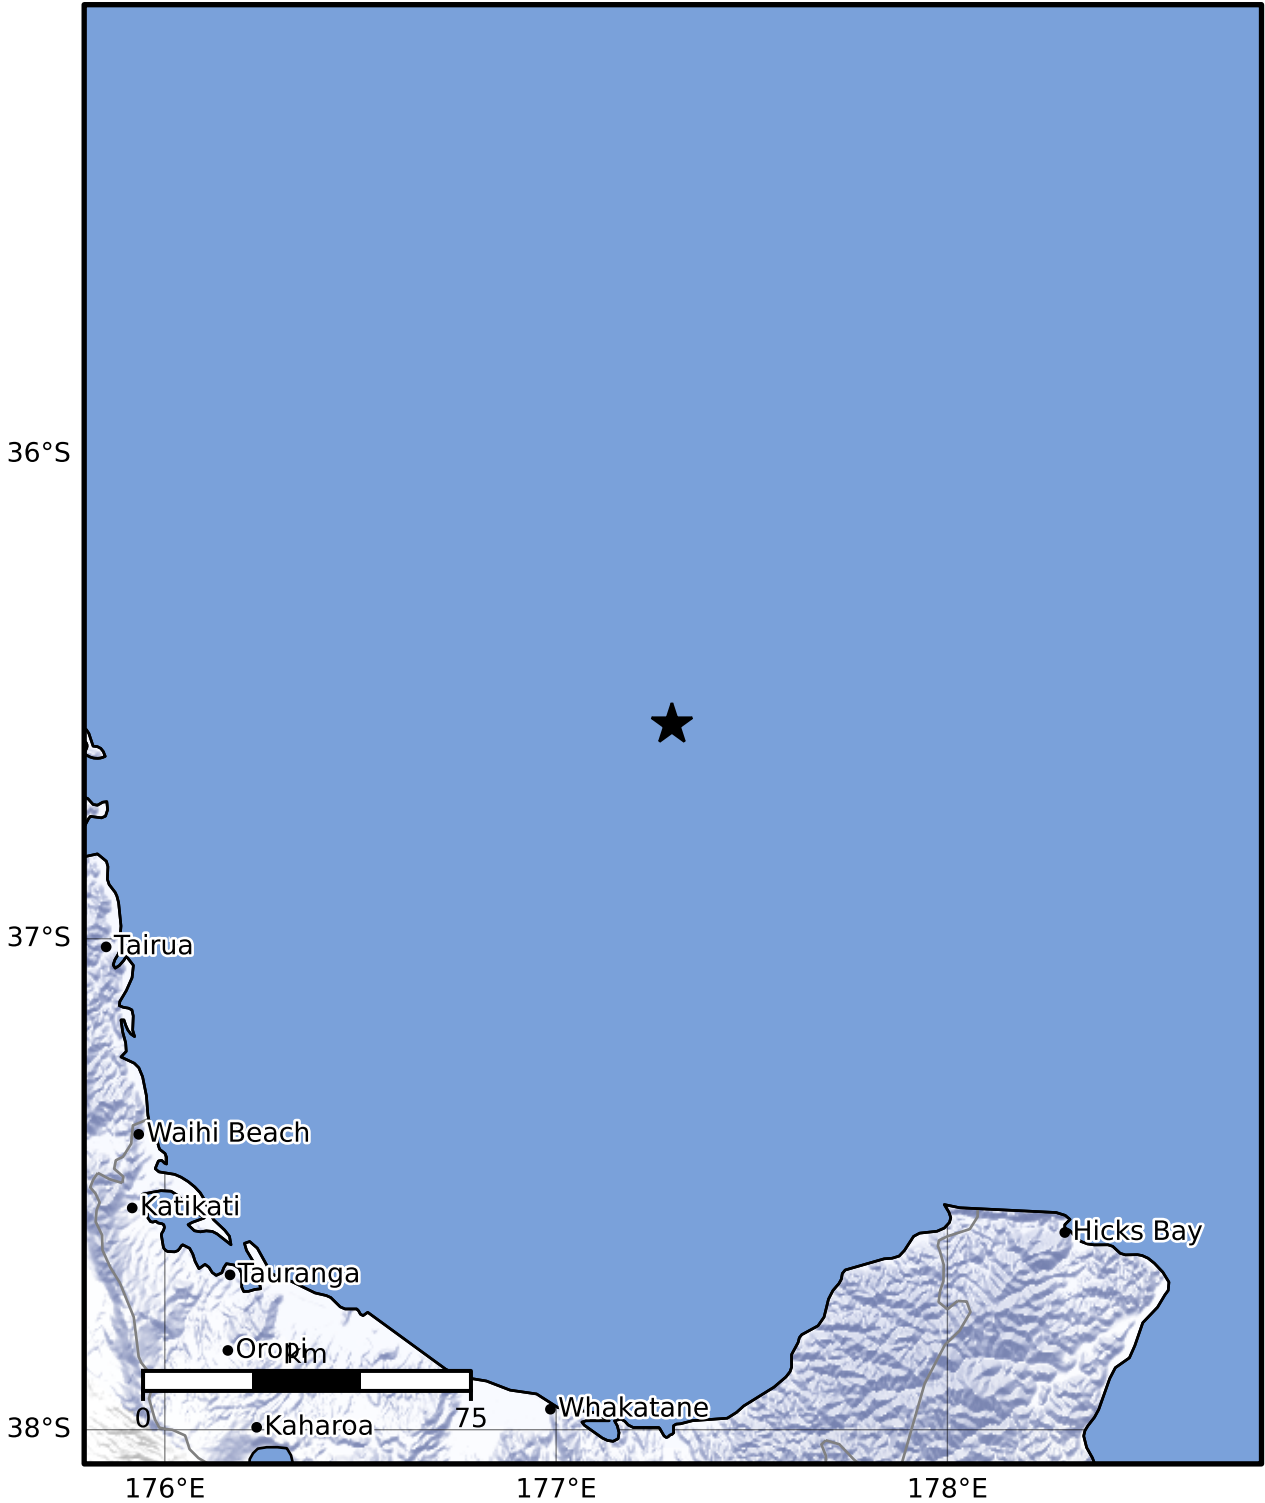 36°S
37°S
Tairua
Waihi Beach
Katikati
Hicks Bay
Tauranga
Oropi
km
Whakatane
0
75
Kaharoa
38°S
176°E
177°E
178°E